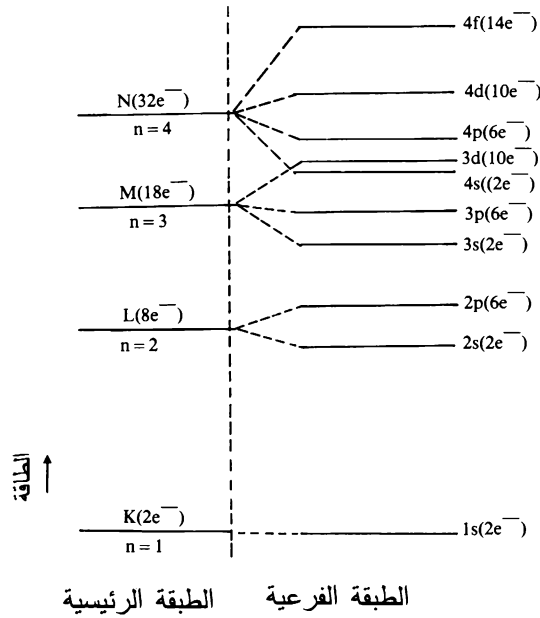 4f(14e‾)
4d(10e‾)
N(32e‾)
n = 4
4p(6e‾)
3d(10e‾)
4s((2e‾)
M(18e‾)
n = 3
3p(6e‾)
3s(2e‾)
2p(6e‾)
L(8e‾)
n = 2
2s(2e‾)
الطاقة
K(2e‾)
n = 1
1s(2e‾)
الطبقة الرئيسية
الطبقة الفرعية